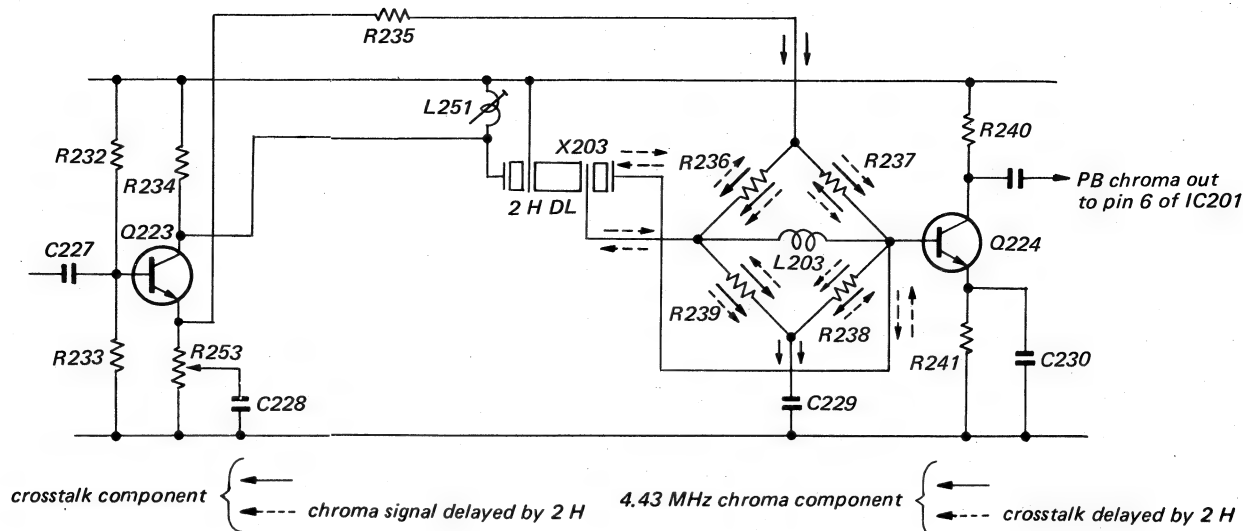 R235
L251
R232
R234
X203
R236
R237
R240
2 H DL
PB chroma out
to pin 6 of IC201
Q223
C227
L203
Q224
R239
R238
R233
R253
R241
C230
C228
C229
crosstalk component
chroma signal delayed by 2 H
4.43 MHz chroma component
crosstalk delayed by 2 H